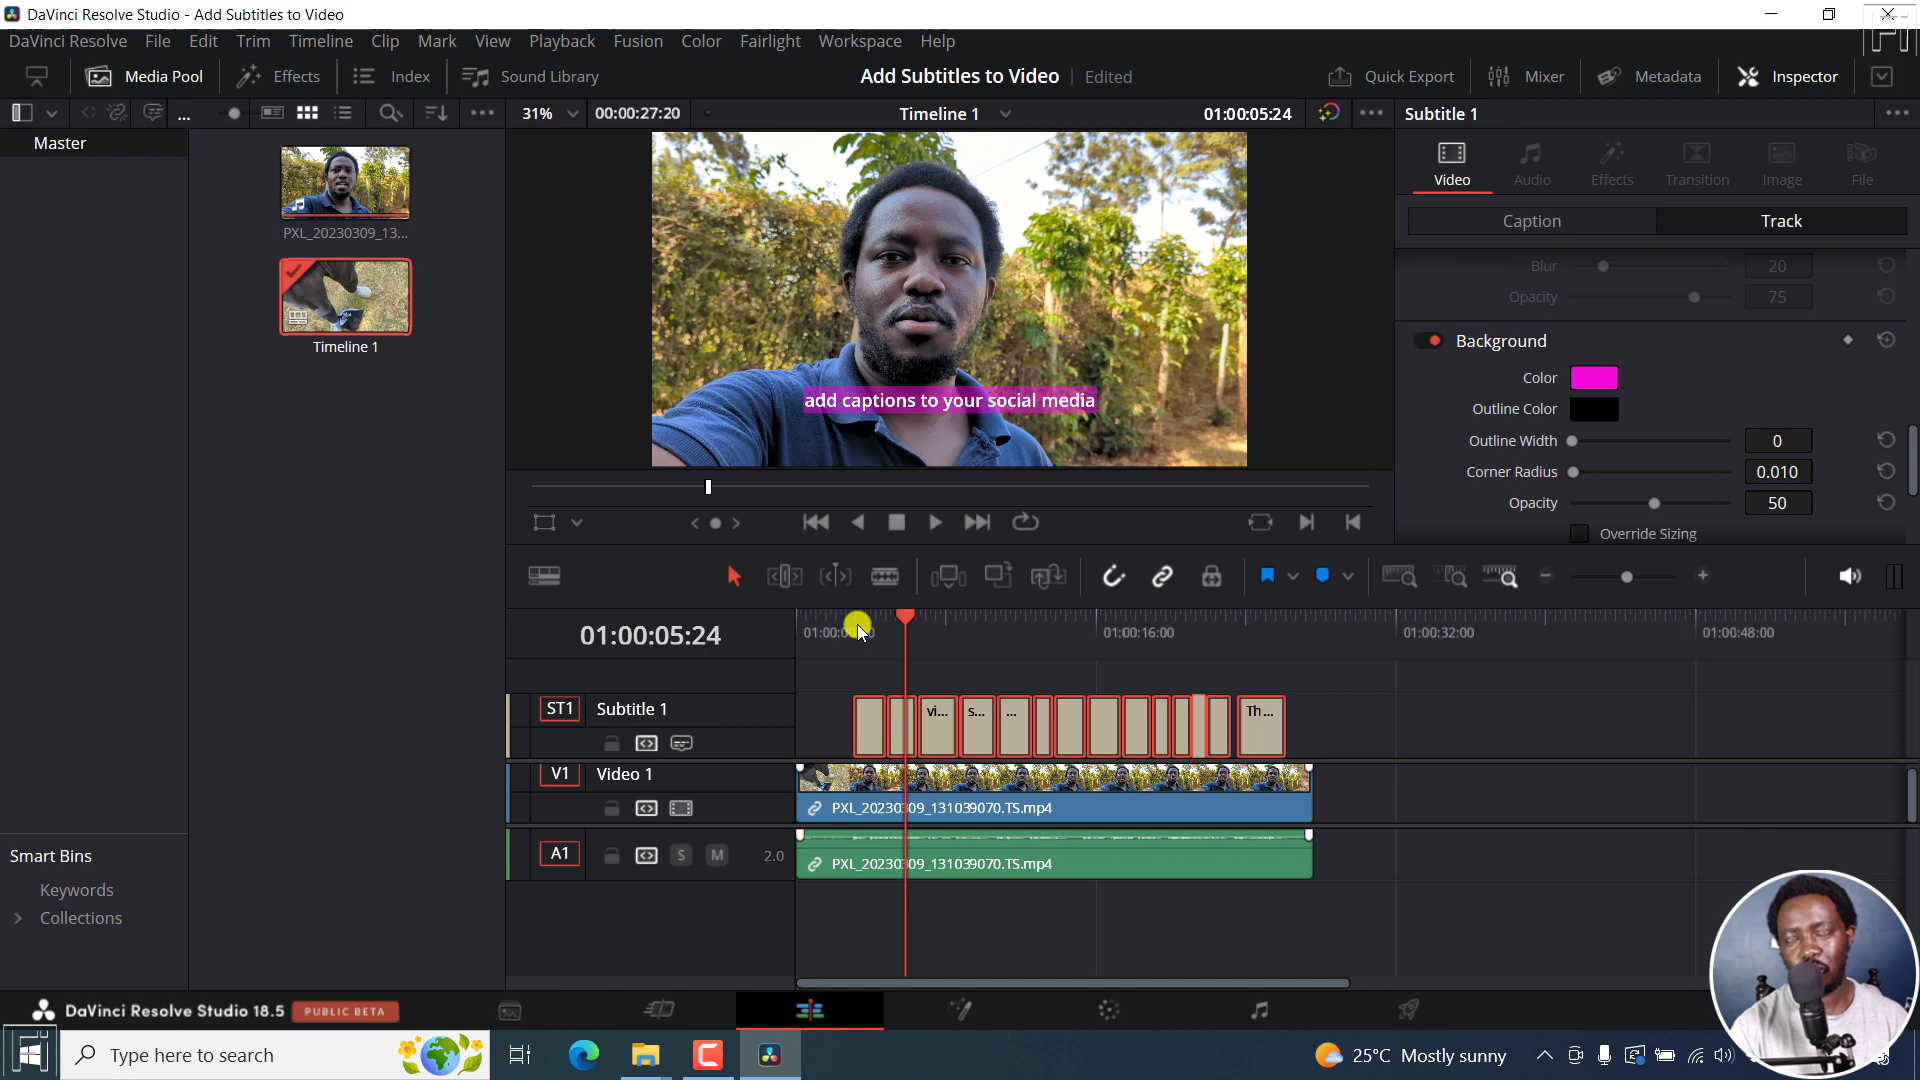 DaVinci Resolve Studio - Add Subtitles to Video
DaVinci Resolve File Edit Trim Timeline Clip Mark View Playback Fusion Color Fairlight Workspace Help
Media Pool Effects Index Sound Library Add Subtitles to Video Edited Quick Export Mixer Metadata Inspector
31% 00:00:27:20 Timeline 1 01:00:05:24 Subtitle 1
Master
Video Audio Effects Transition Image File
Caption Track
PXL_20230309_13...
Timeline 1
Blur 20
Opacity 75
Background
Color
Outline Color
Outline Width 0
Corner Radius 0.010
Opacity 50
Override Sizing
add captions to your social media
01:00:05:24
01:00:16:00 01:00:32:00 01:00:48:00
ST1 Subtitle 1
vi... s... ... Th...
V1 Video 1
PXL_20230309_131039070.TS.mp4
A1 S M 2.0
PXL_20230309_131039070.TS.mp4
Smart Bins
Keywords
Collections
DaVinci Resolve Studio 18.5 PUBLIC BETA
Type here to search
25°C Mostly sunny